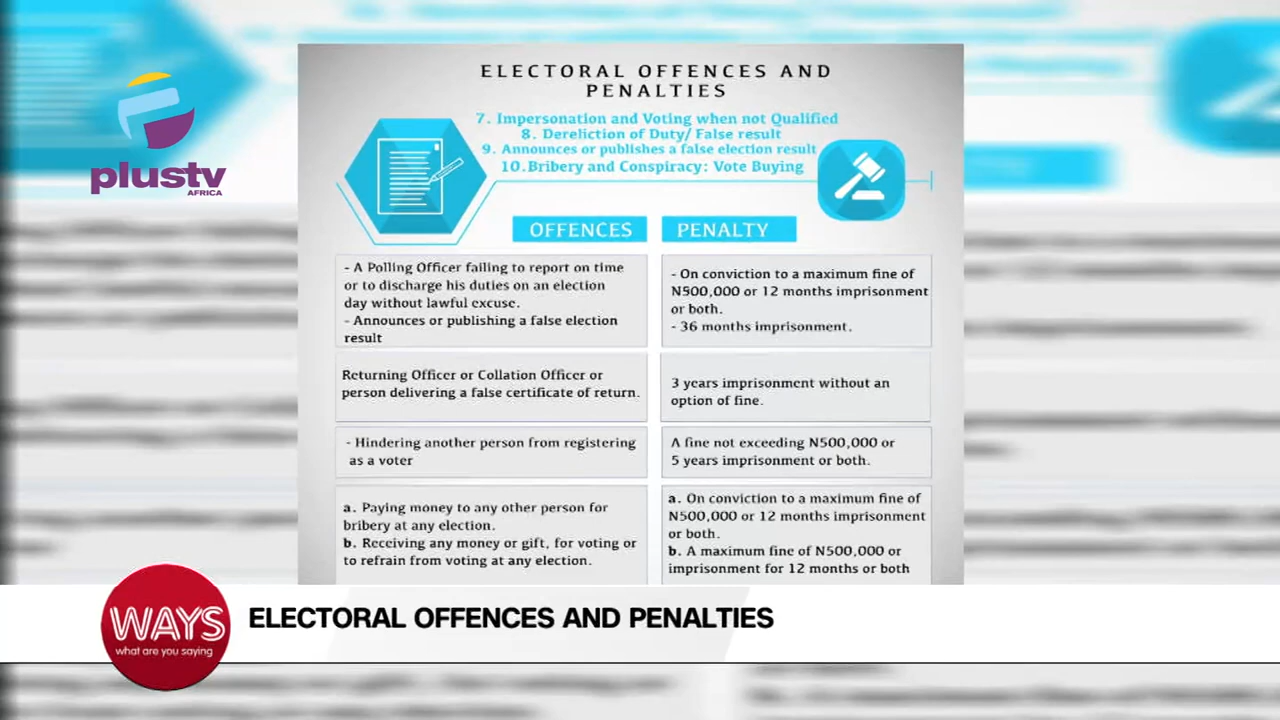 plustv
AFRICA
ELECTORAL OFFENCES AND
PENALTIES
7. Impersonation and Voting when not Qualified
8. Dereliction of Duty/ False result
9. Announces or publishes a false election result
10.Bribery and Conspiracy: Vote Buying
OFFENCES
PENALTY
- A Polling Officer failing to report on time
or to discharge his duties on an election
day without lawful excuse.
- Announces or publishing a false election
result
- On conviction to a maximum fine of
N500,000 or 12 months imprisonment
or both.
- 36 months imprisonment.
Returning Officer or Collation Officer or
person delivering a false certificate of return.
3 years imprisonment without an
option of fine.
- Hindering another person from registering
as a voter
A fine not exceeding N500,000 or
5 years imprisonment or both.
a. Paying money to any other person for
bribery at any election.
b. Receiving any money or gift, for voting or
to refrain from voting at any election.
a. On conviction to a maximum fine of
N500,000 or 12 months imprisonment
or both.
b. A maximum fine of N500,000 or
imprisonment for 12 months or both
WAYS
what are you saying
ELECTORAL OFFENCES AND PENALTIES